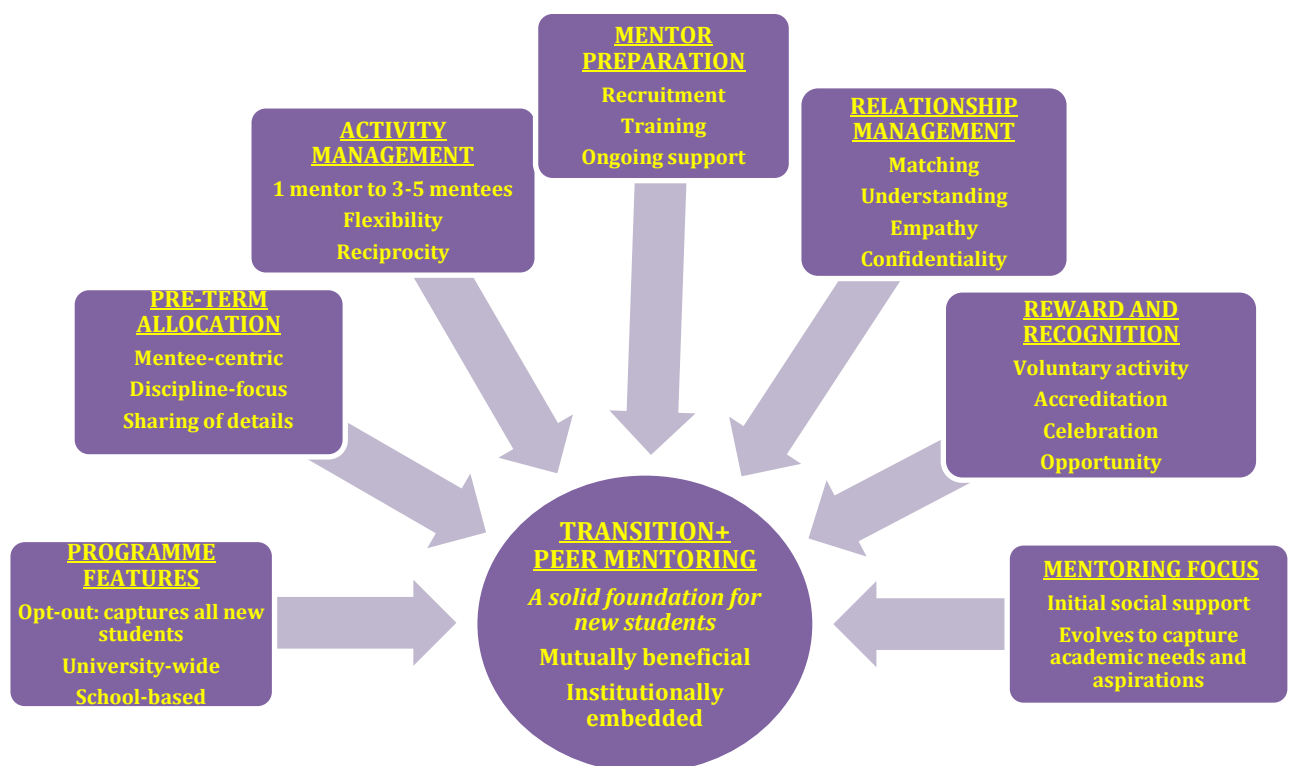 MENTOR
PREPARATION
Recruitment
Training
Ongoing support
ACTIVITY
MANAGEMENT
1 mentor to 3-5 mentees
Flexibility
Reciprocity
RELATIONSHIP
MANAGEMENT
Matching
Understanding
Empathy
Confidentiality
PRE-TERM
ALLOCATION
Mentee-centric
Discipline-focus
Sharing of details
REWARD AND
RECOGNITION
Voluntary activity
Accreditation
Celebration
Opportunity
PROGRAMME
FEATURES
Opt-out: captures all new
students
University-wide
School-based
TRANSITION+
PEER MENTORING
A solid foundation for
new students
Mutually beneficial
Institutionally
embedded
MENTORING FOCUS
Initial social support
Evolves to capture
academic needs and
aspirations